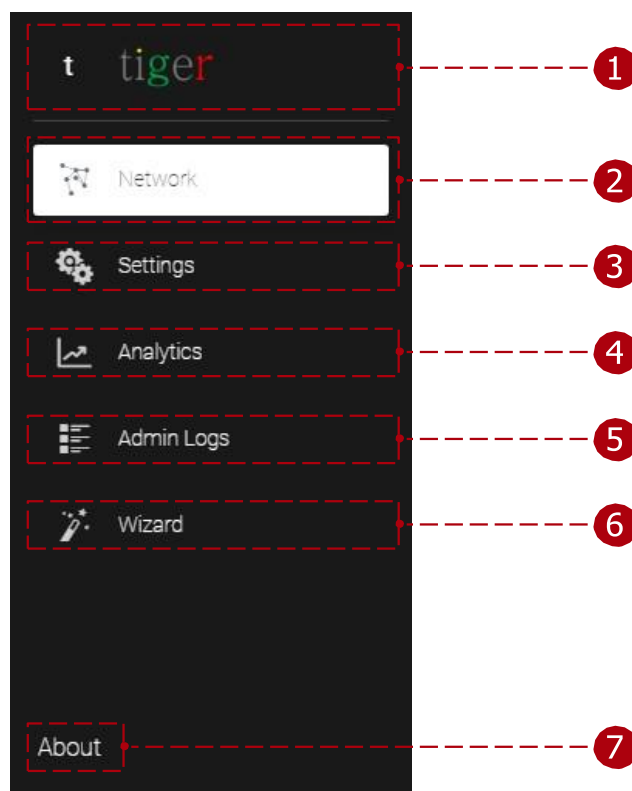 t tiger 1
Network 2
Settings 3
Analytics 4
Admin Logs 5
Wizard 6
About 7